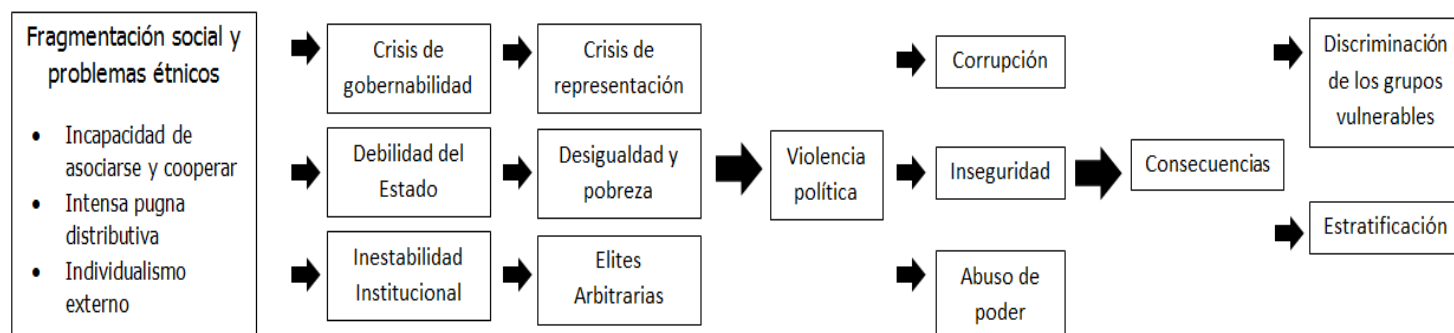 Fragmentación social y
problemas étnicos
• Incapacidad de
asociarse y cooperar
• Intensa pugna
distributiva
• Individualismo
externo
Crisis de
gobernabilidad
Debilidad del
Estado
Inestabilidad
Institucional
Crisis de
representación
Desigualdad y
pobreza
Elites
Arbitrarias
Violencia
política
Corrupción
Inseguridad
Abuso de
poder
Consecuencias
Discriminación
de los grupos
vulnerables
Estratificación